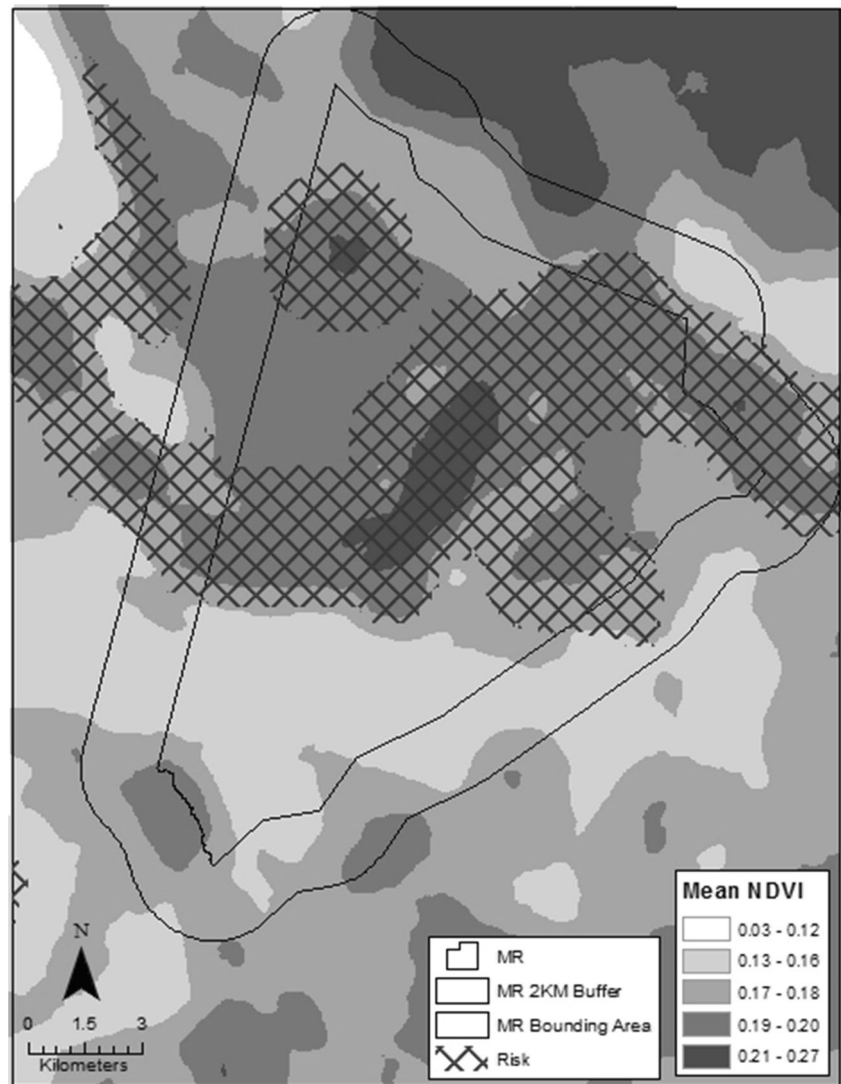 N
0 1.5 3
Kilometers
MR
MR 2KM Buffer
MR Bounding Area
Risk
Mean NDVI
0.03 - 0.12
0.13 - 0.16
0.17 - 0.18
0.19 - 0.20
0.21 - 0.27